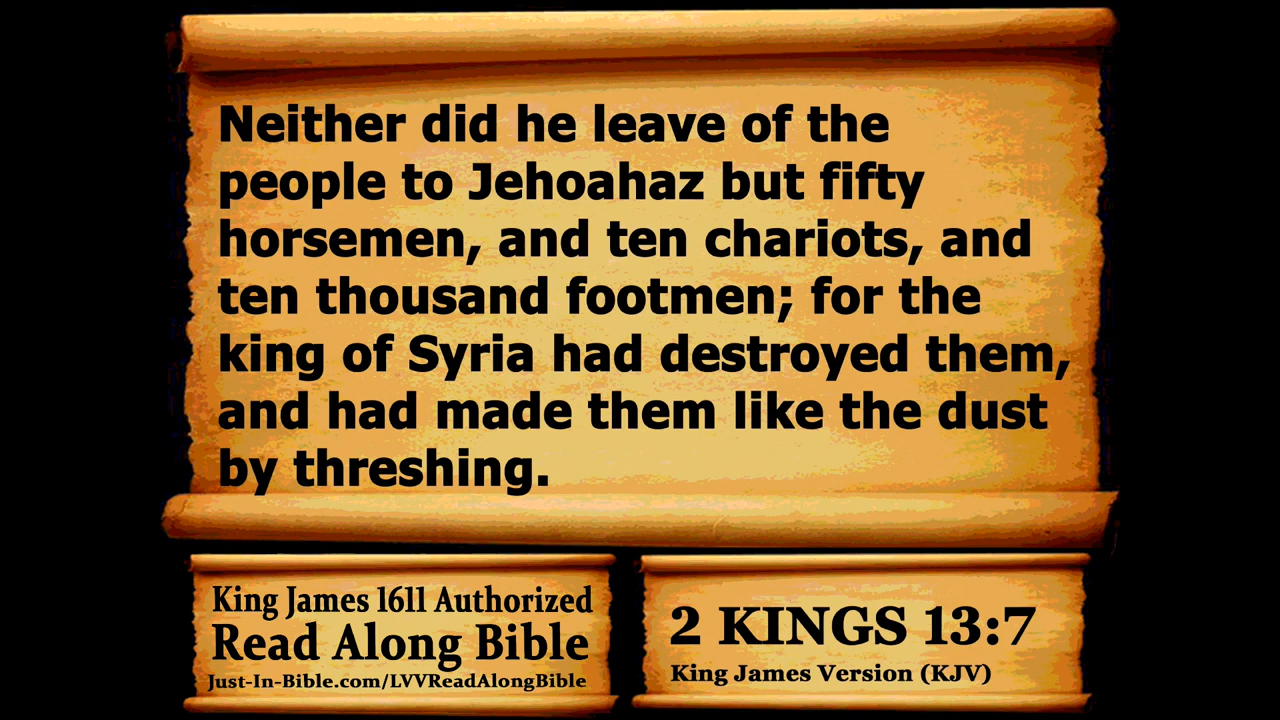 Neither did he leave of the
people to Jehoahaz but fifty
horsemen, and ten chariots, and
ten thousand footmen; for the
king of Syria had destroyed them,
and had made them like the dust
by threshing.
King James 1611 Authorized
Read Along Bible
Just-In-Bible.com/LVVReadAlongBible
2 KINGS 13:7
King James Version (KJV)